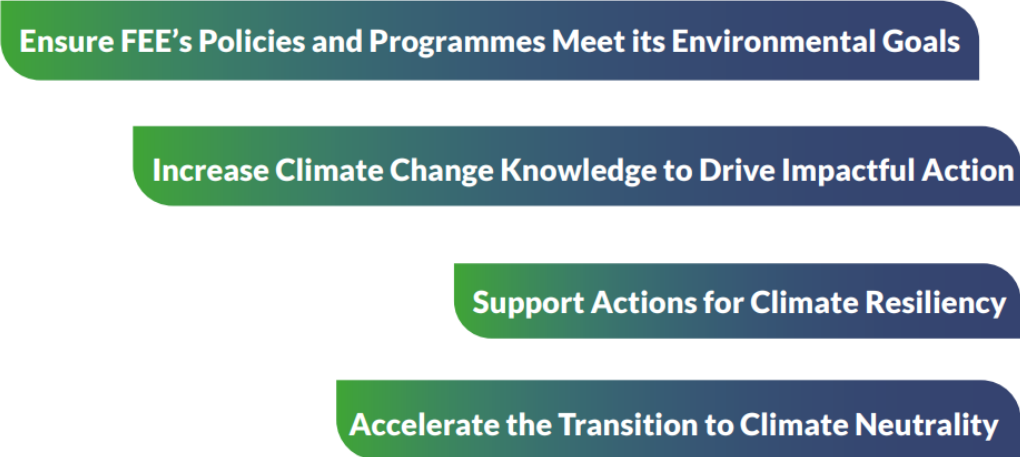 Ensure FEE’s Policies and Programmes Meet its Environmental Goals
Increase Climate Change Knowledge to Drive Impactful Action
Support Actions for Climate Resiliency
Accelerate the Transition to Climate Neutrality